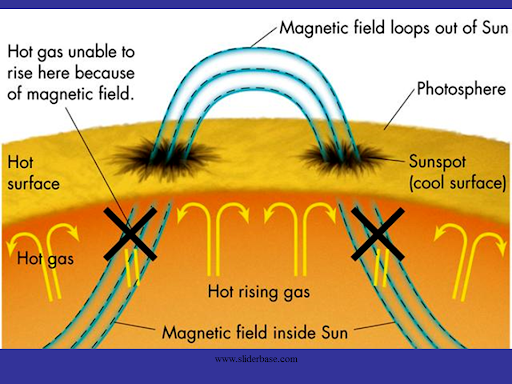 Magnetic field loops out of Sun
Hot gas unable to
rise here because
of magnetic field.
Photosphere
Hot
surface
Sunspot
(cool surface)
Hot gas
Hot rising gas
Magnetic field inside Sun
www.sliderbase.com